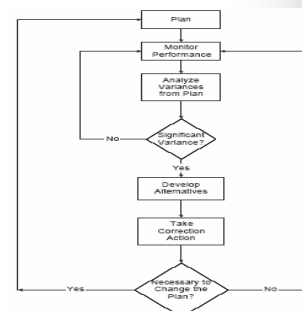 Plan
Monitor
Performance
Analyze
Variances
from Plan
Significant
Variance?
No
Yes
Develop
Alternatives
Take
Correction
Action
Necessary to
Change the
Plan?
Yes
No